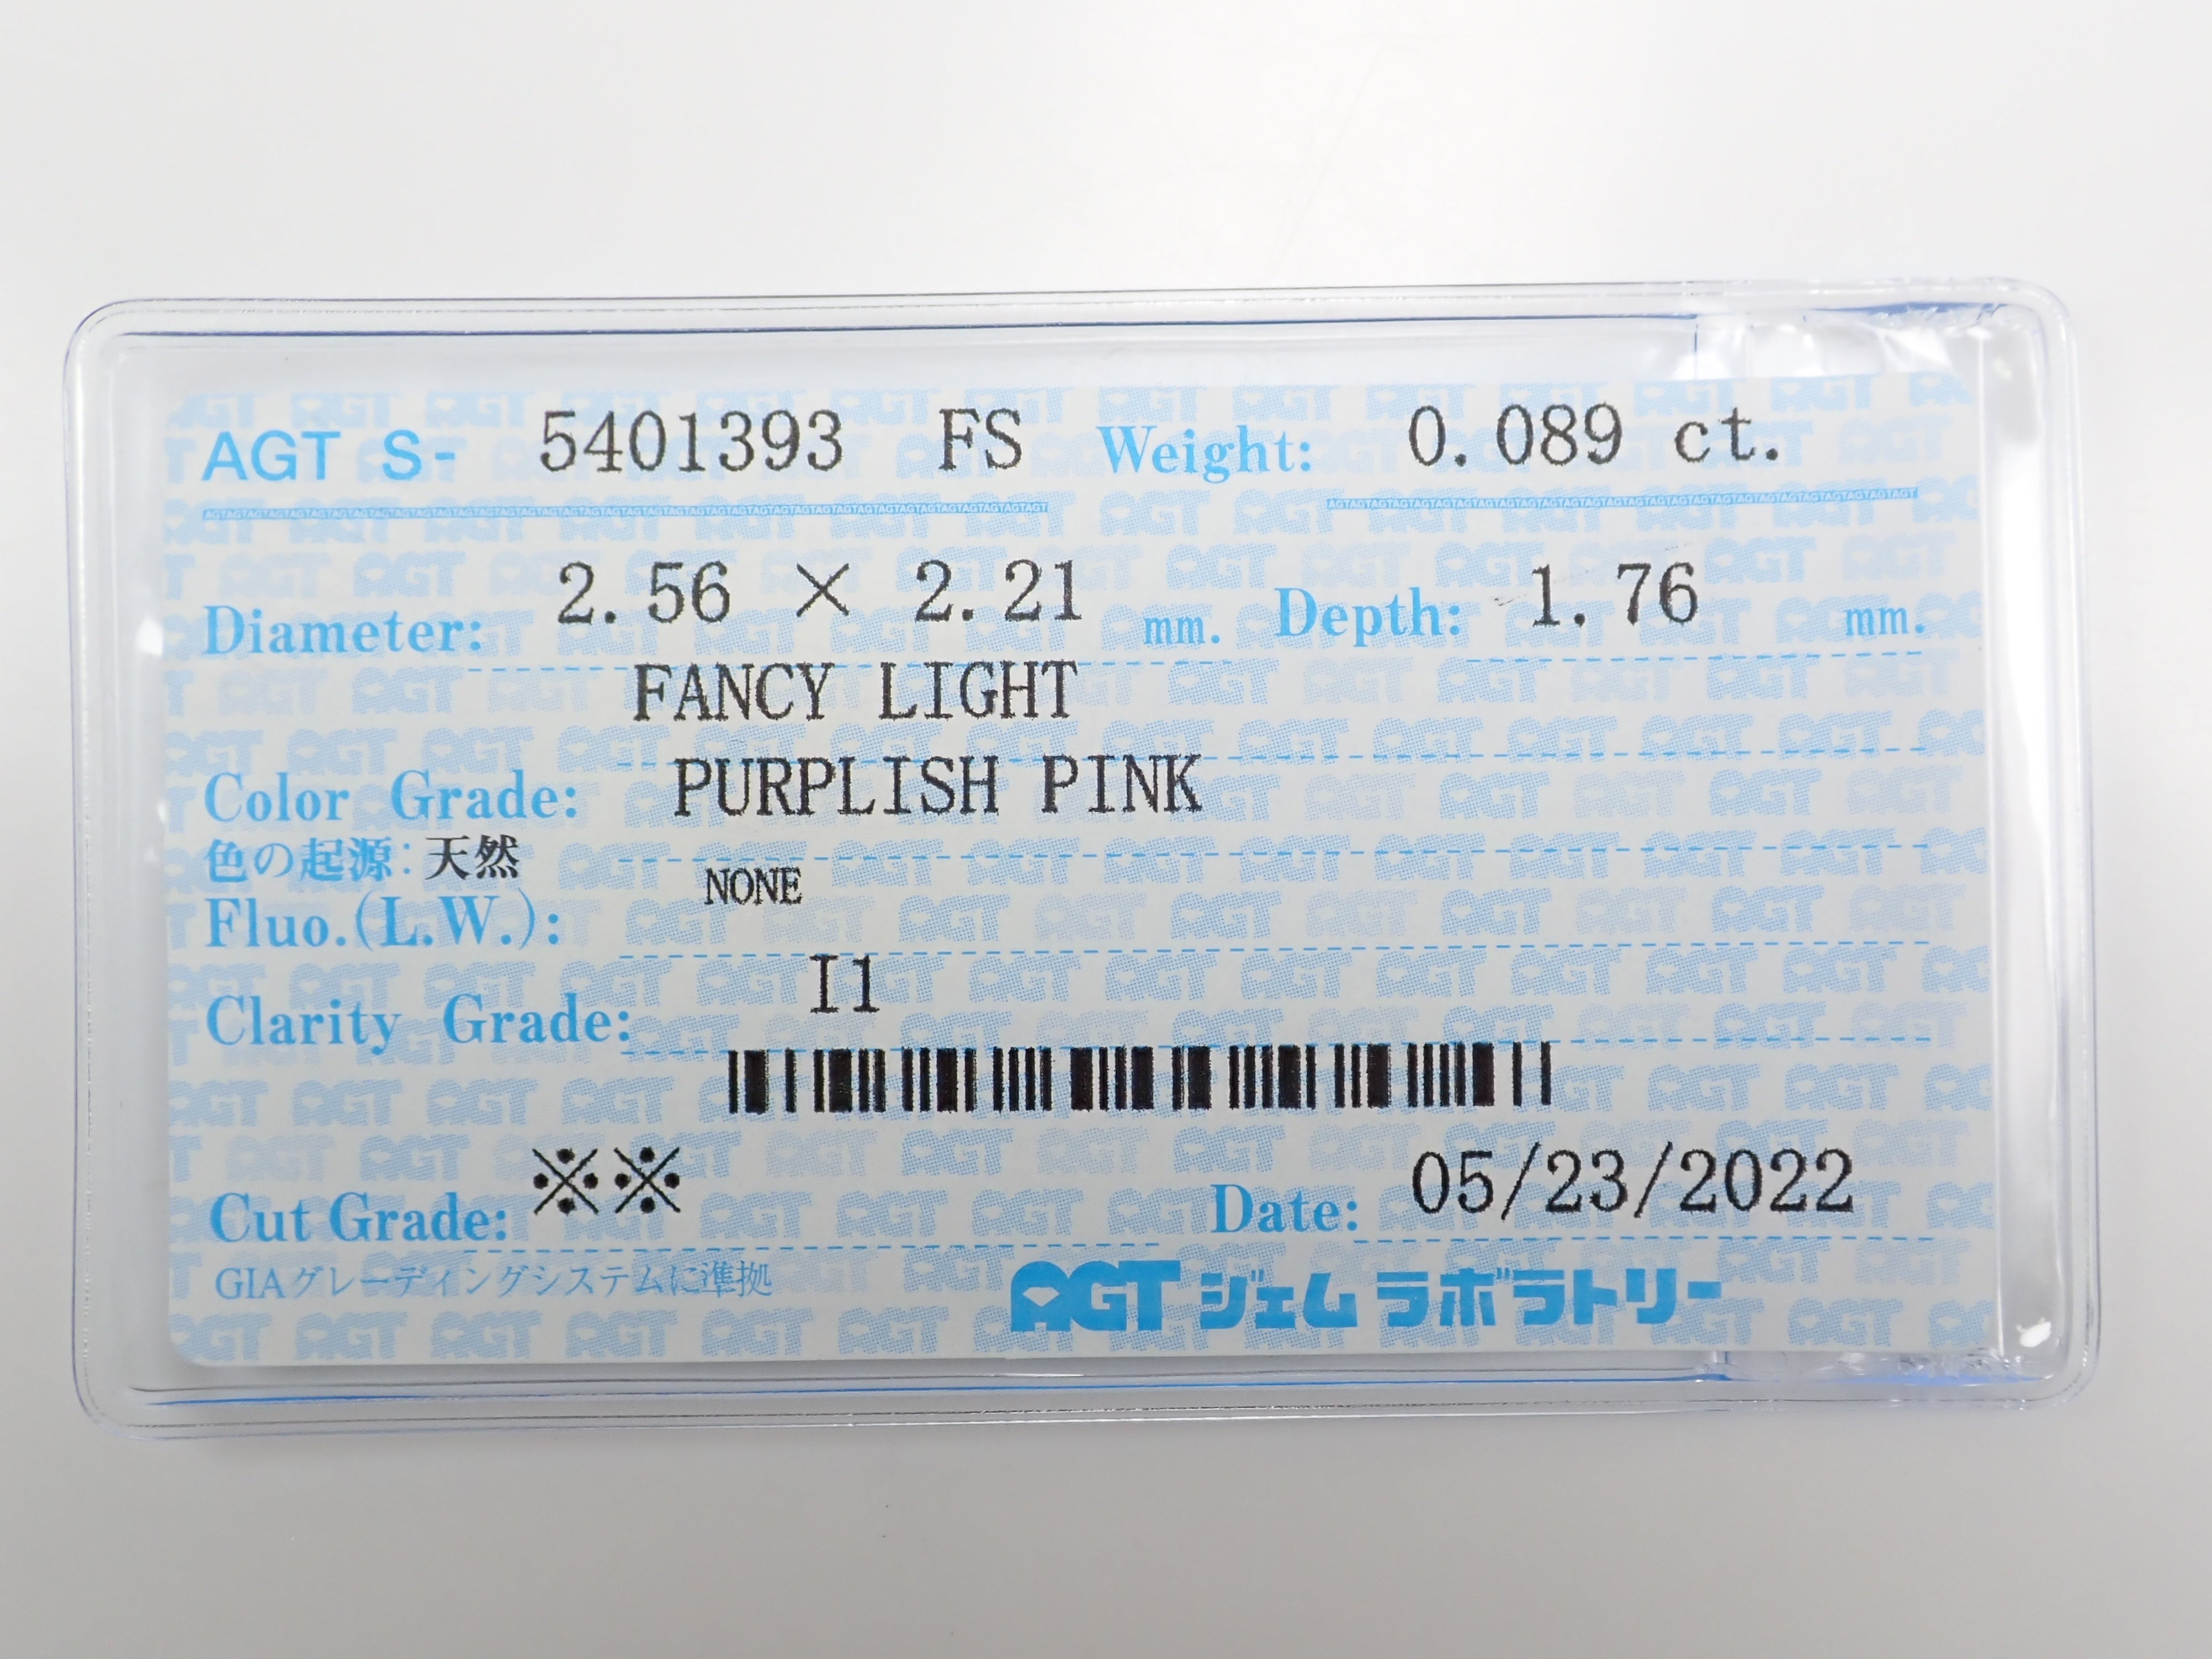 AGT S- 5401393 FS Weight: 0.089 ct.
Diameter: 2.56 × 2.21 mm. Depth: 1.76 mm.
FANCY LIGHT
Color Grade: PURPLISH PINK
色の起源:天然
Fluo.(L.W.): NONE
Clarity Grade: I1
Cut Grade: ※※ Date: 05/23/2022
GIAグレーディングシステムに準拠 AGT ジェム ラボラトリー